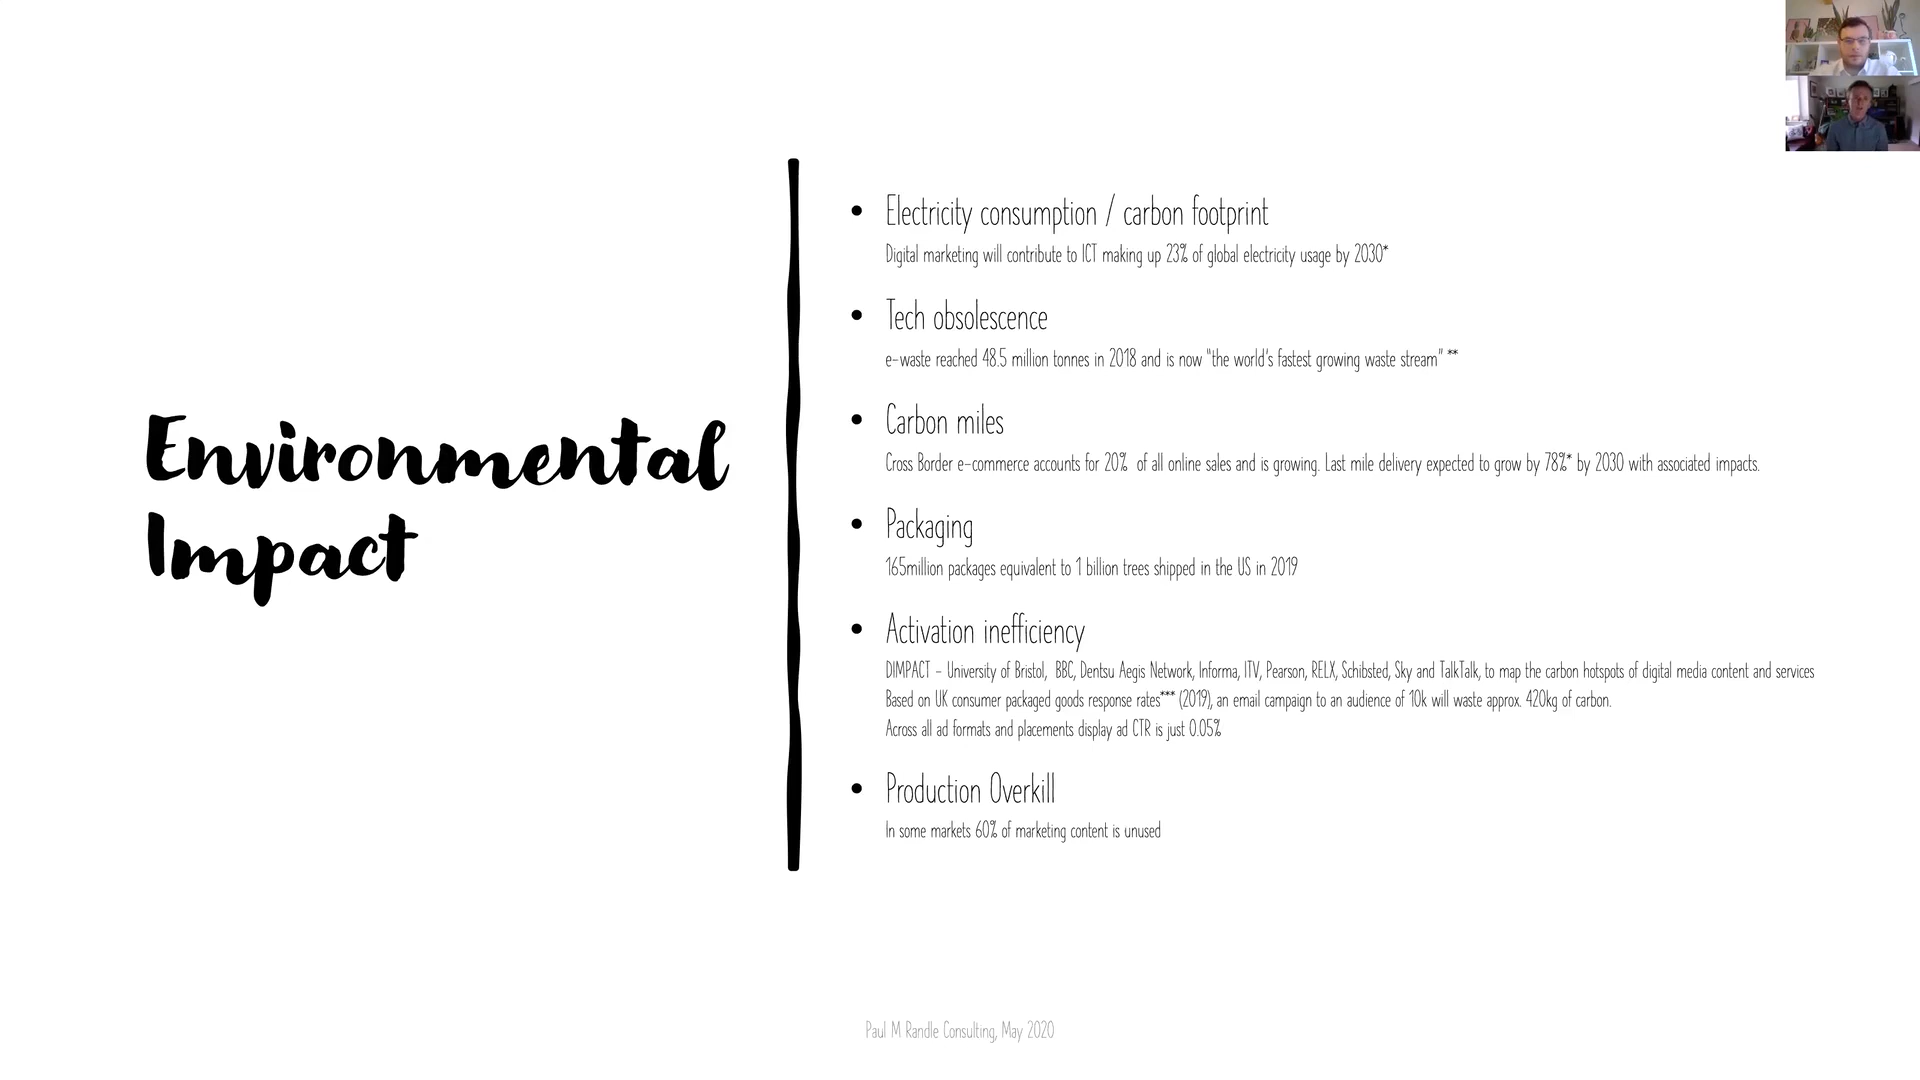 Environmental
Impact
Electricity consumption / carbon footprint
Digital marketing will contribute to ICT making up 23% of global electricity usage by 2030*
Tech obsolescence
e-waste reached 48.5 million tonnes in 2018 and is now "the world's fastest growing waste stream" **
Carbon miles
Cross Border e-commerce accounts for 20% of all online sales and is growing. Last mile delivery expected to grow by 78%* by 2030 with associated impacts.
Packaging
165million packages equivalent to 1 billion trees shipped in the US in 2019
Activation inefficiency
DIMPACT - University of Bristol, BBC, Dentsu Aegis Network, Informa, ITV, Pearson, RELX, Schibsted, Sky and TalkTalk, to map the carbon hotspots of digital media content and services
Based on UK consumer packaged goods response rates*** (2019), an email campaign to an audience of 10k will waste approx. 420kg of carbon.
Across all ad formats and placements display ad CTR is just 0.05%
Production Overkill
In some markets 60% of marketing content is unused
Paul M Randle Consulting, May 2020